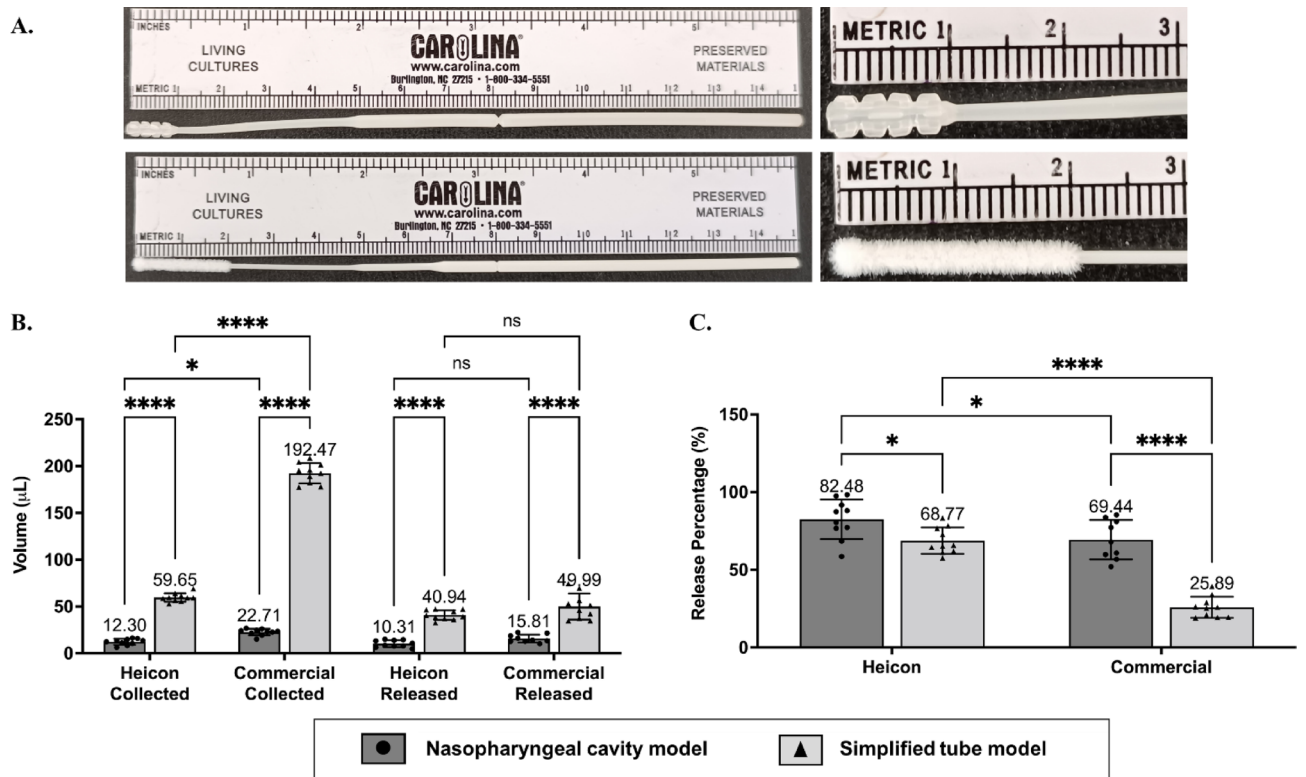 A.
INCHES 1 2 3 4 5
LIVING CULTURES
CAROLINA®
www.carolina.com
Burlington, NC 27215 • 1-800-334-5551
PRESERVED MATERIALS
METRIC 1 2 3 4 5 6 7 8 9 10 11 12 13 14 1
METRIC 1 2 3
INCHES 1 2 3 4 5
LIVING CULTURES
CAROLINA®
www.carolina.com
Burlington, NC 27215 • 1-800-334-5551
PRESERVED MATERIALS
METRIC 1 2 3 4 5 6 7 8 9 10 11 12 13 14 1
METRIC 1 2 3
B.
**** ns
* ns
**** **** **** ****
Volume (µL)
250
200
150
100
50
0
12.30 59.65 22.71 192.47 10.31 40.94 15.81 49.99
Heicon Collected
Commercial Collected
Heicon Released
Commercial Released
C.
****
*
* ****
Release Percentage (%)
150
100
50
0
82.48 68.77 69.44 25.89
Heicon Commercial
Nasopharyngeal cavity model
Simplified tube model